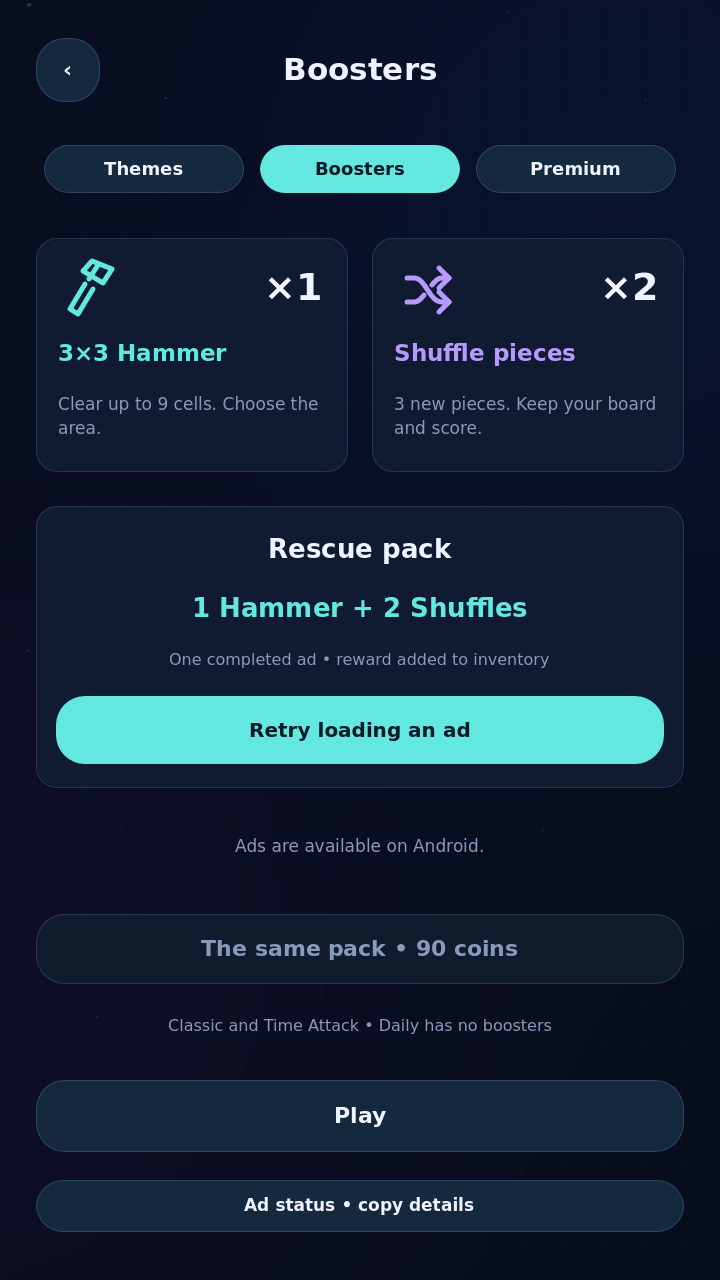 ‹
Boosters
Themes
Boosters
Premium
×1
×2
3×3 Hammer
Shuffle pieces
Clear up to 9 cells. Choose the
area.
3 new pieces. Keep your board
and score.
Rescue pack
1 Hammer + 2 Shuffles
One completed ad • reward added to inventory
Retry loading an ad
Ads are available on Android.
The same pack • 90 coins
Classic and Time Attack • Daily has no boosters
Play
Ad status • copy details